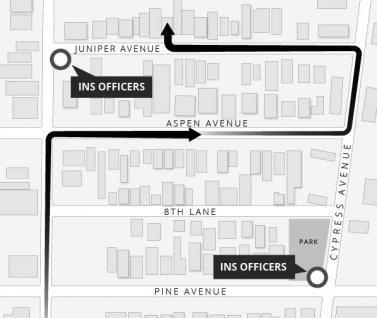 JUNIPER AVENUE
INS OFFICERS
ASPEN AVENUE
CYPRESS AVENUE
8TH LANE
PARK
INS OFFICERS
PINE AVENUE